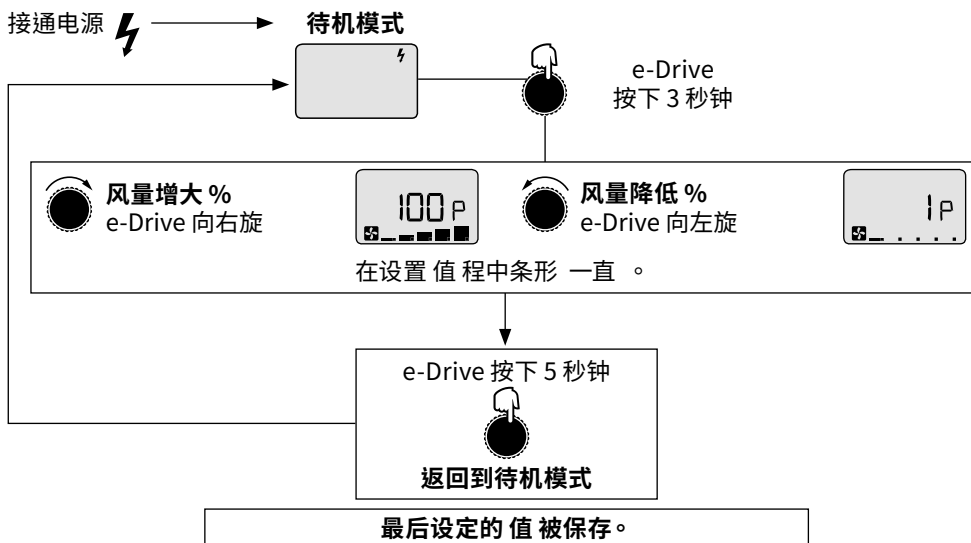 接通电源
待机模式
e-Drive
按下 3 秒钟
风量增大 %
e-Drive 向右旋
100 P
风量降低 %
e-Drive 向左旋
1 P
在设置 值 程中条形 一直 。
e-Drive 按下 5 秒钟
返回到待机模式
最后设定的 值 被保存。